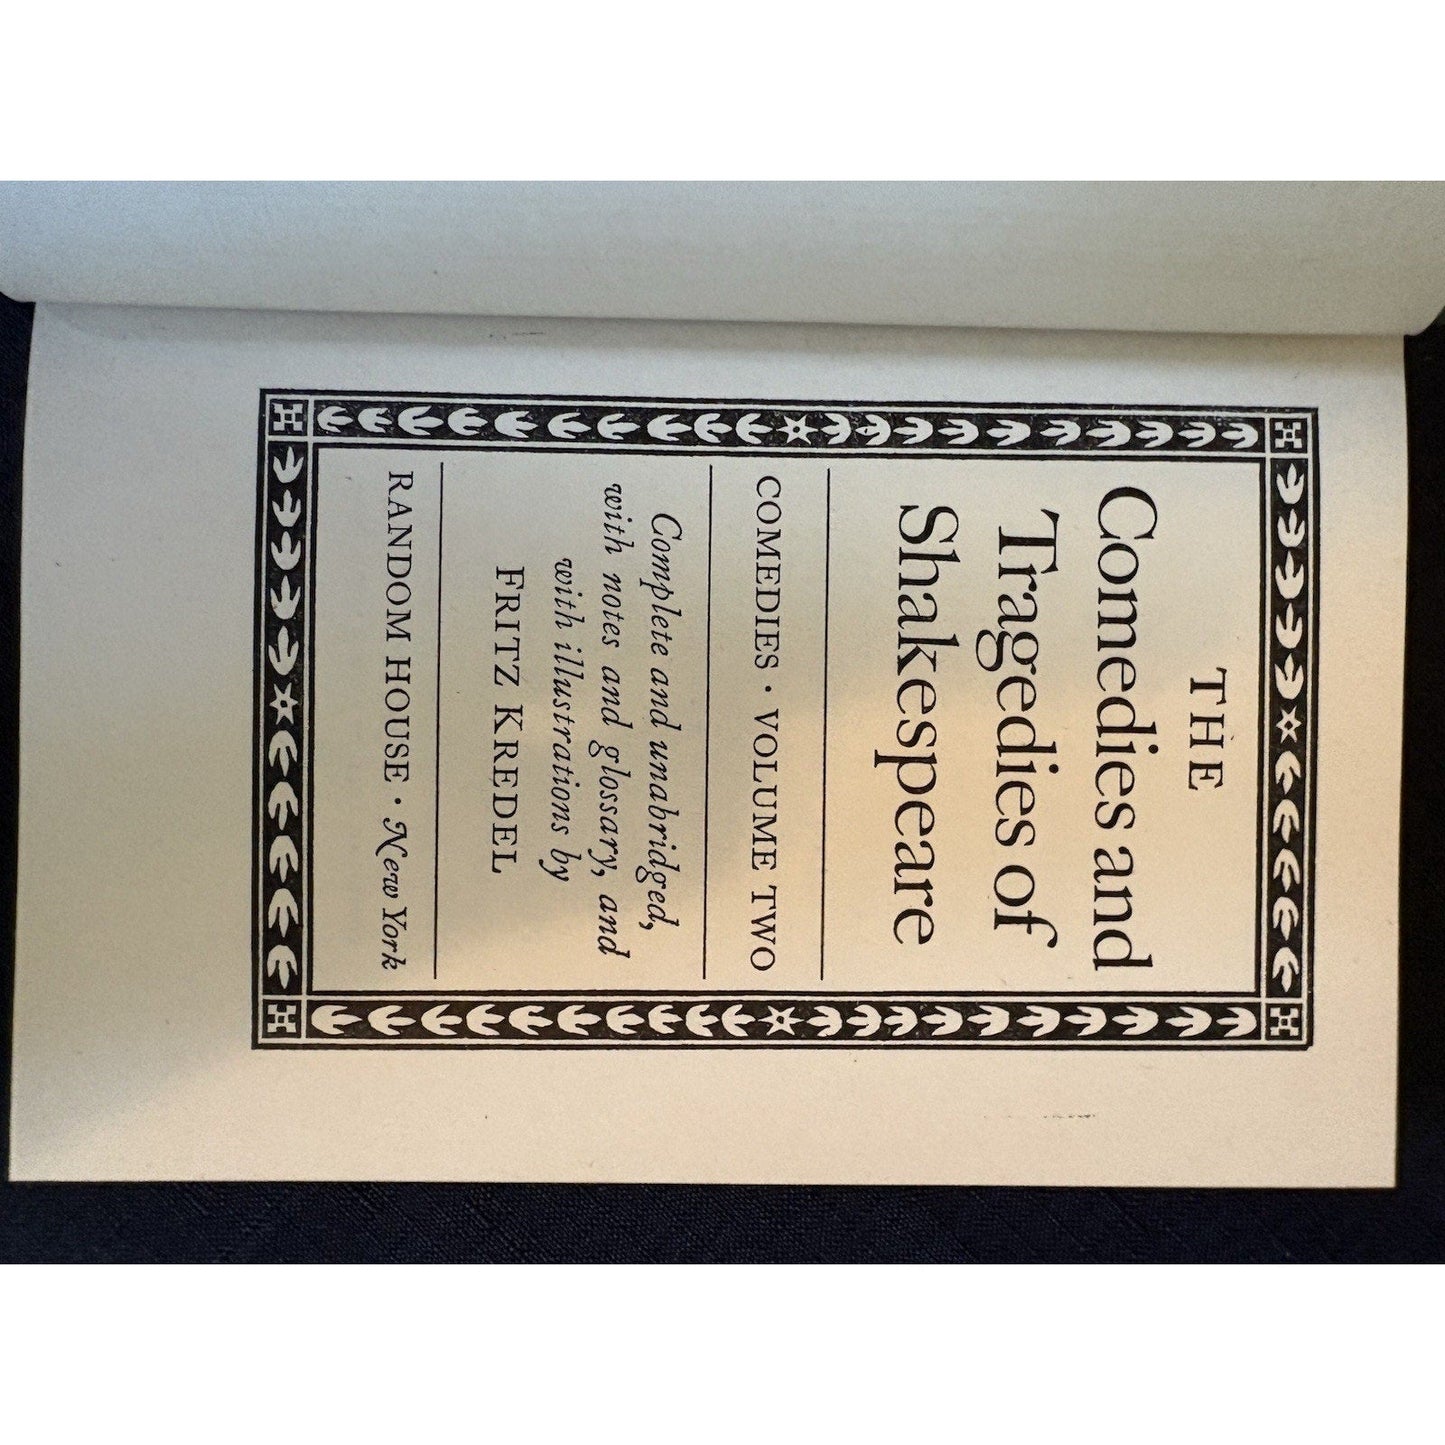 THE
Comedies and
Tragedies of
Shakespeare
COMEDIES · VOLUME TWO
Complete and unabridged,
with notes and glossary, and
with illustrations by
FRITZ KREDEL
RANDOM HOUSE · New York